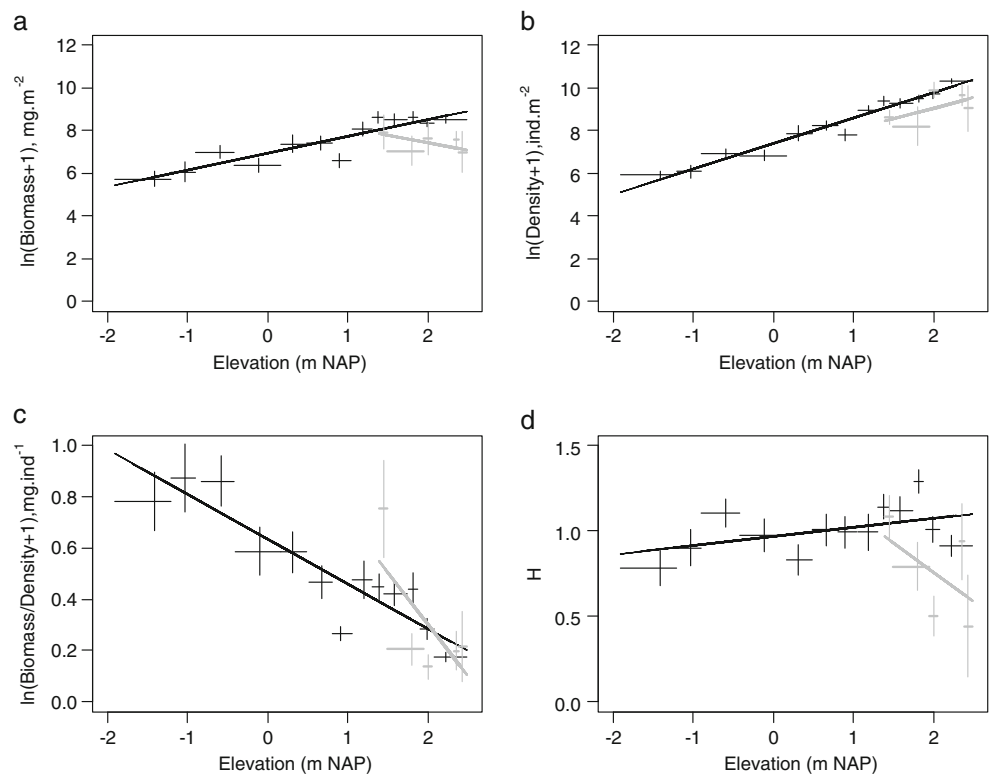 a
ln(Biomass+1), mg.m-2
12
10
8
6
4
2
0
-2 -1 0 1 2
Elevation (m NAP)
b
ln(Density+1),ind.m-2
12
10
8
6
4
2
0
-2 -1 0 1 2
Elevation (m NAP)
c
ln(Biomass/Density+1),mg.ind-1
1.0
0.8
0.6
0.4
0.2
0.0
-2 -1 0 1 2
Elevation (m NAP)
d
H
1.5
1.0
0.5
0.0
-2 -1 0 1 2
Elevation (m NAP)